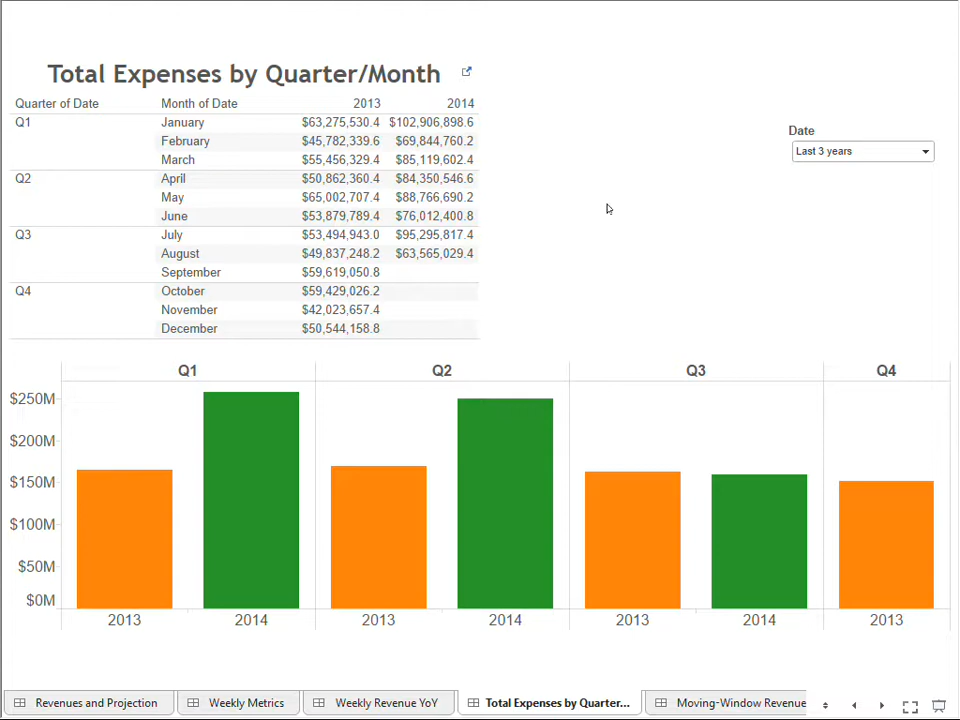 Total Expenses by Quarter/Month
Quarter of Date Month of Date 2013 2014
Q1 January $63,275,530.4 $102,906,898.6
February $45,782,339.6 $69,844,760.2
March $55,456,329.4 $85,119,602.4
Q2 April $50,862,360.4 $84,350,546.6
May $65,002,707.4 $88,766,690.2
June $53,879,789.4 $76,012,400.8
Q3 July $53,494,943.0 $95,295,817.4
August $49,837,248.2 $63,565,029.4
September $59,619,050.8
Q4 October $59,429,026.2
November $42,023,657.4
December $50,544,158.8
Date
Last 3 years
Q1 Q2 Q3 Q4
$250M
$200M
$150M
$100M
$50M
$0M
2013 2014 2013 2014 2013 2014 2013
Revenues and Projection Weekly Metrics Weekly Revenue YoY Total Expenses by Quarter... Moving-Window Revenue